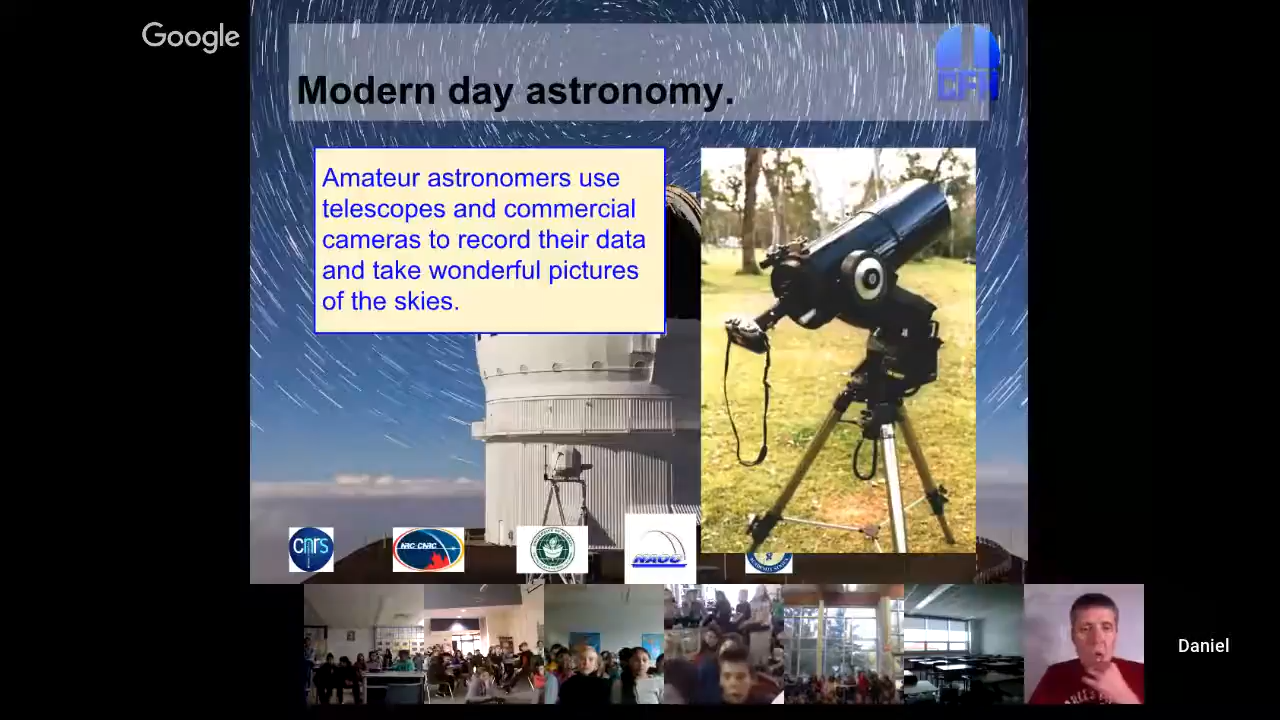 Google
CFH
Modern day astronomy.
Amateur astronomers use
telescopes and commercial
cameras to record their data
and take wonderful pictures
of the skies.
cnrs
NRC·CNRC
NAOC
Daniel